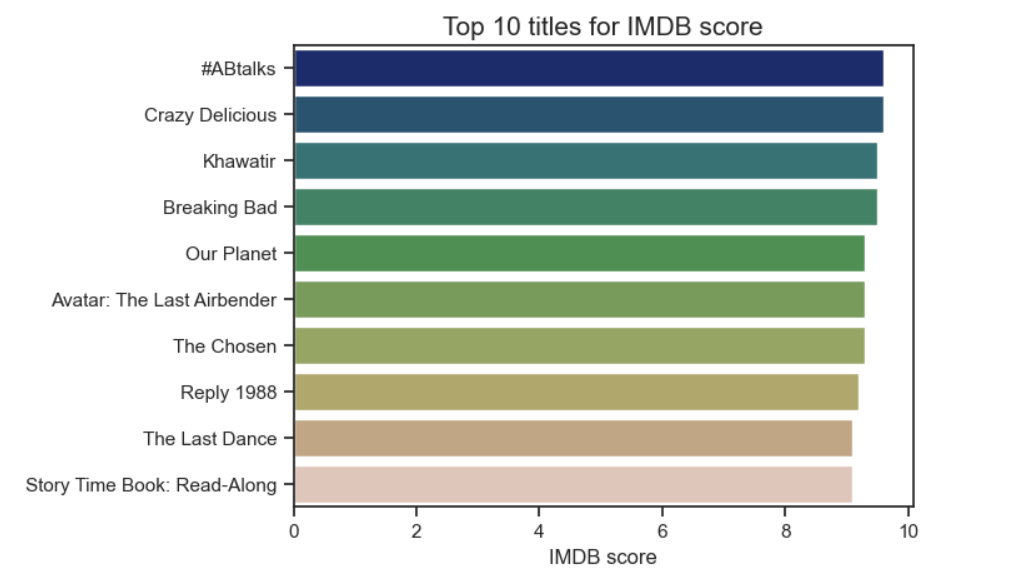 Top 10 titles for IMDB score
#ABtalks
Crazy Delicious
Khawatir
Breaking Bad
Our Planet
Avatar: The Last Airbender
The Chosen
Reply 1988
The Last Dance
Story Time Book: Read-Along
0 2 4 6 8 10
IMDB score